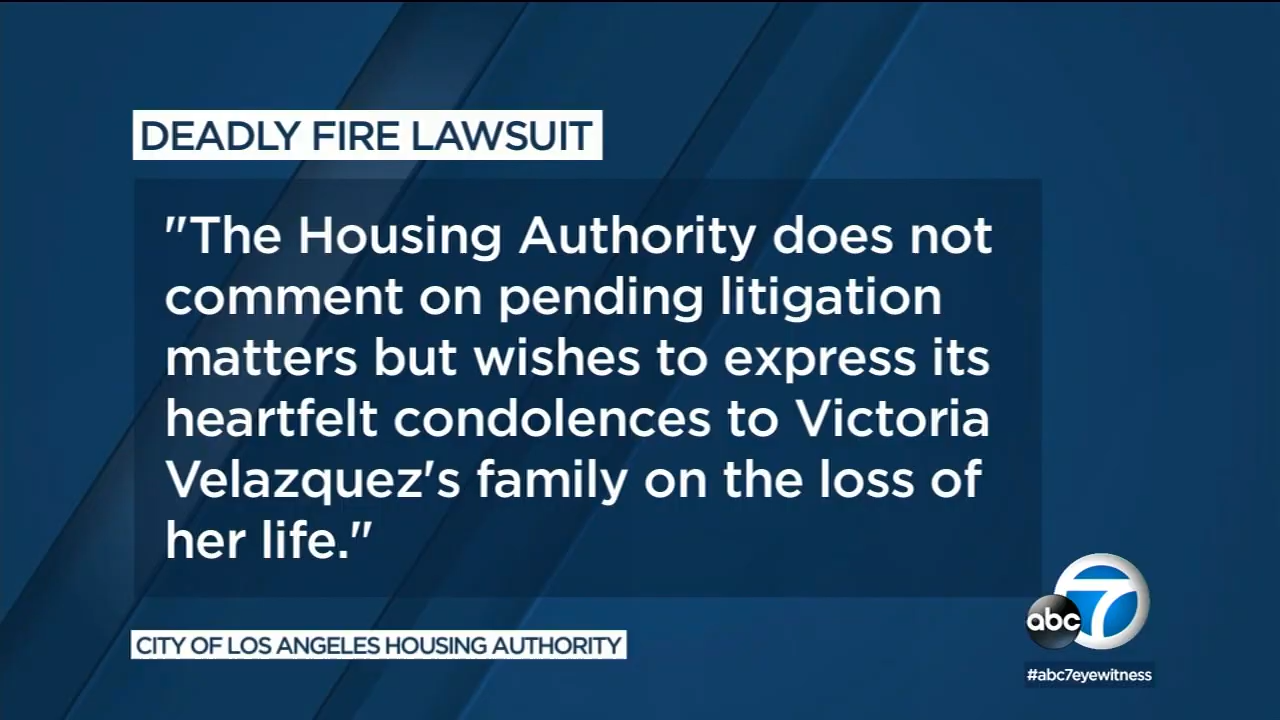 DEADLY FIRE LAWSUIT
"The Housing Authority does not
comment on pending litigation
matters but wishes to express its
heartfelt condolences to Victoria
Velazquez's family on the loss of
her life."
CITY OF LOS ANGELES HOUSING AUTHORITY
abc 7
#abc7eyewitness